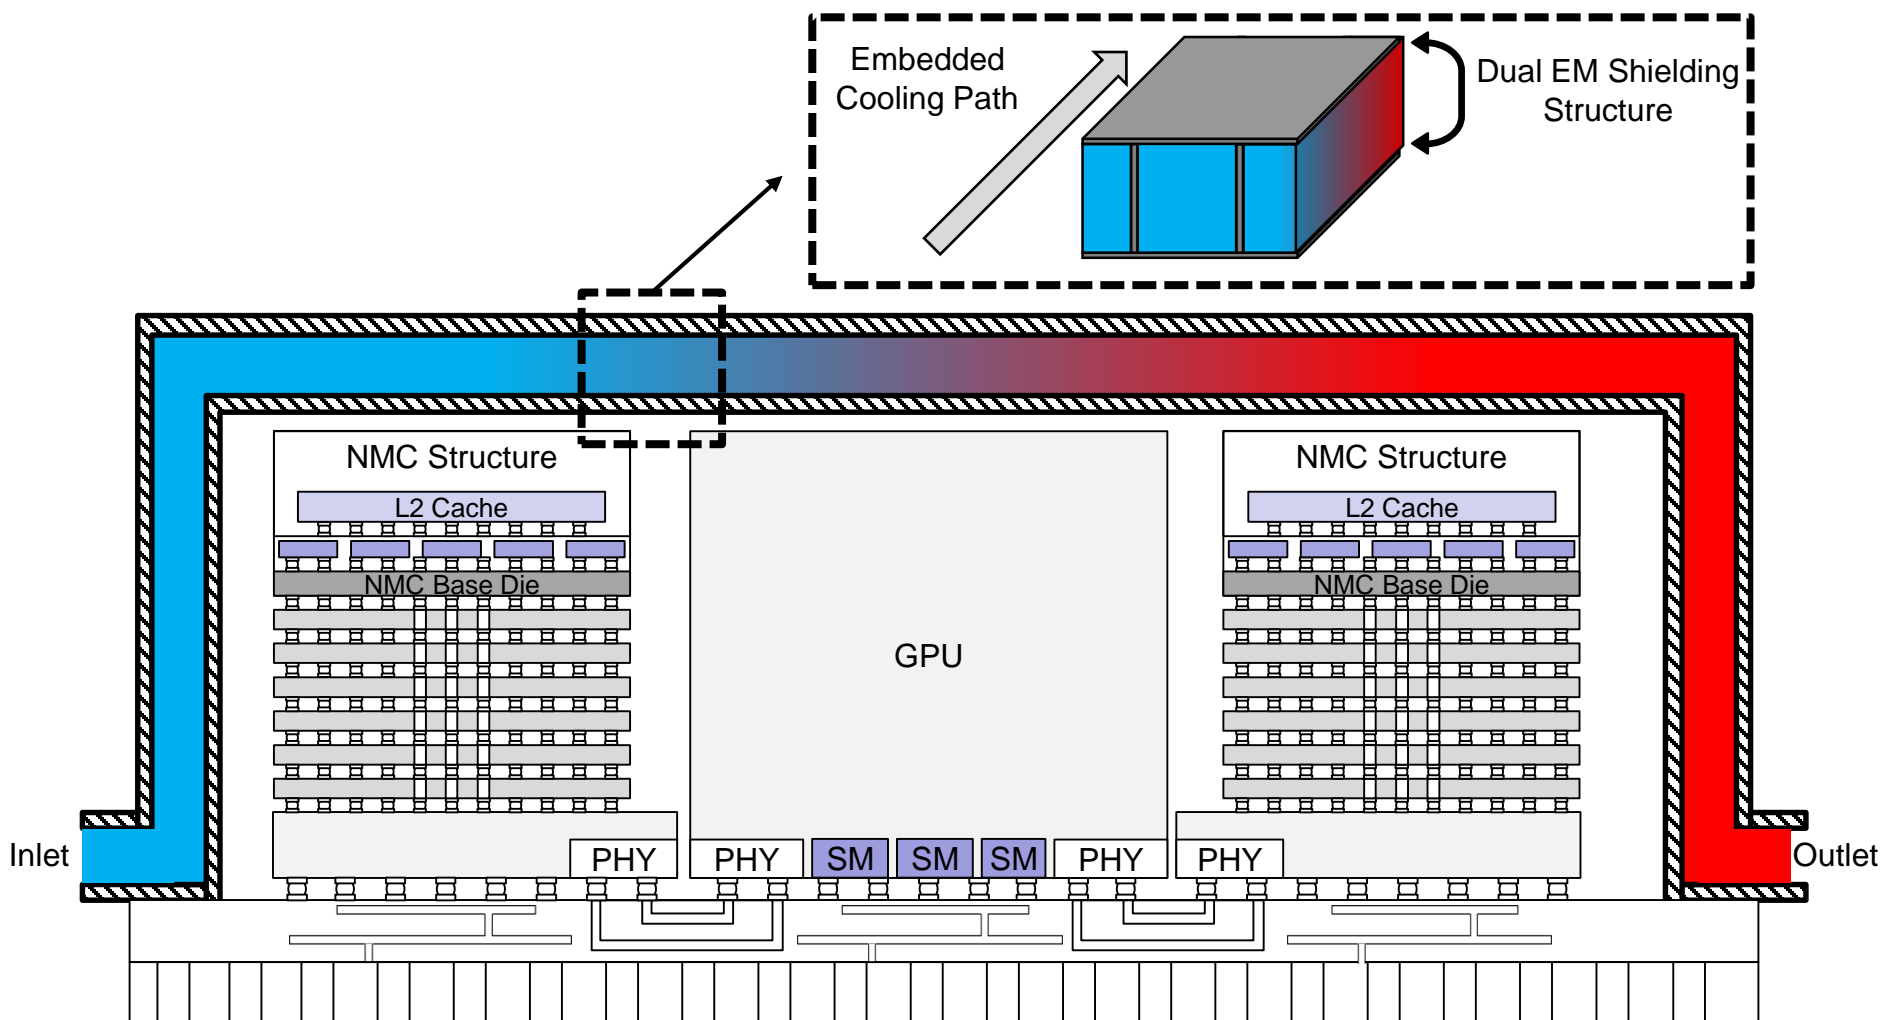 Embedded
Cooling Path
Dual EM Shielding
Structure
NMC Structure
NMC Structure
L2 Cache
L2 Cache
NMC Base Die
NMC Base Die
GPU
Inlet
PHY
PHY
SM
SM
SM
PHY
PHY
Outlet